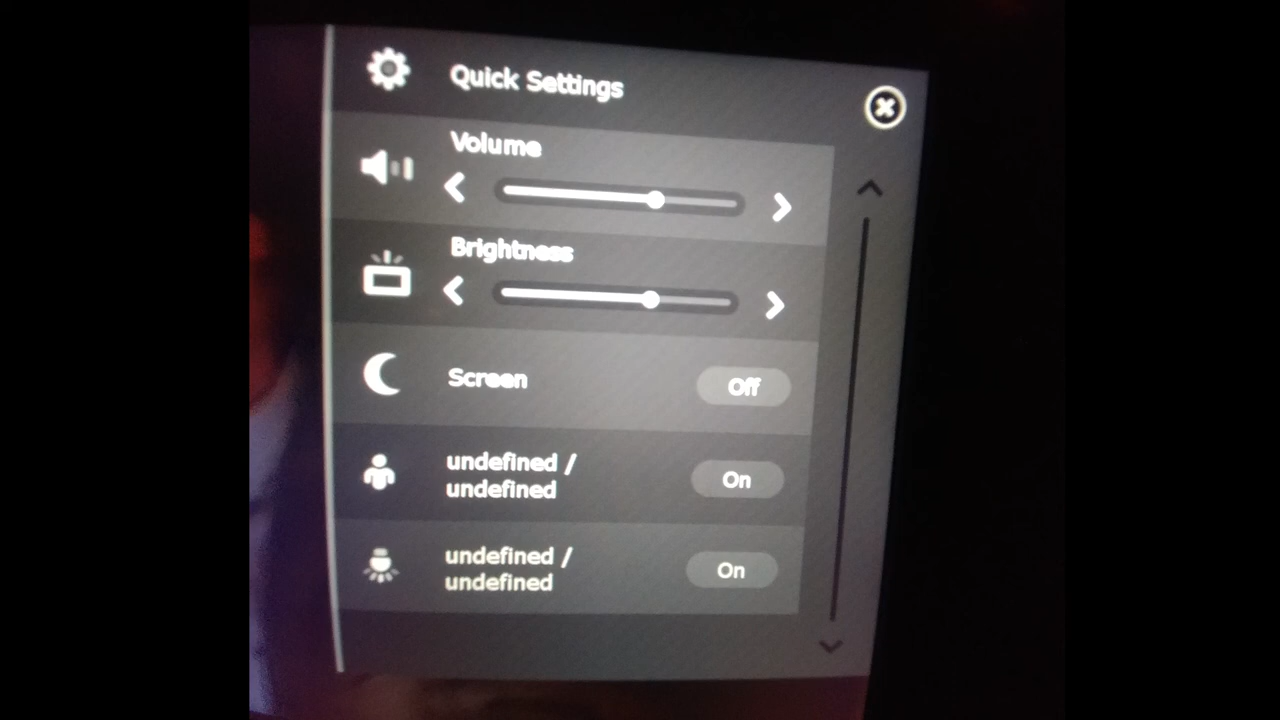 Quick Settings
Volume
Brightness
Screen
Off
undefined /
undefined
On
undefined /
undefined
On